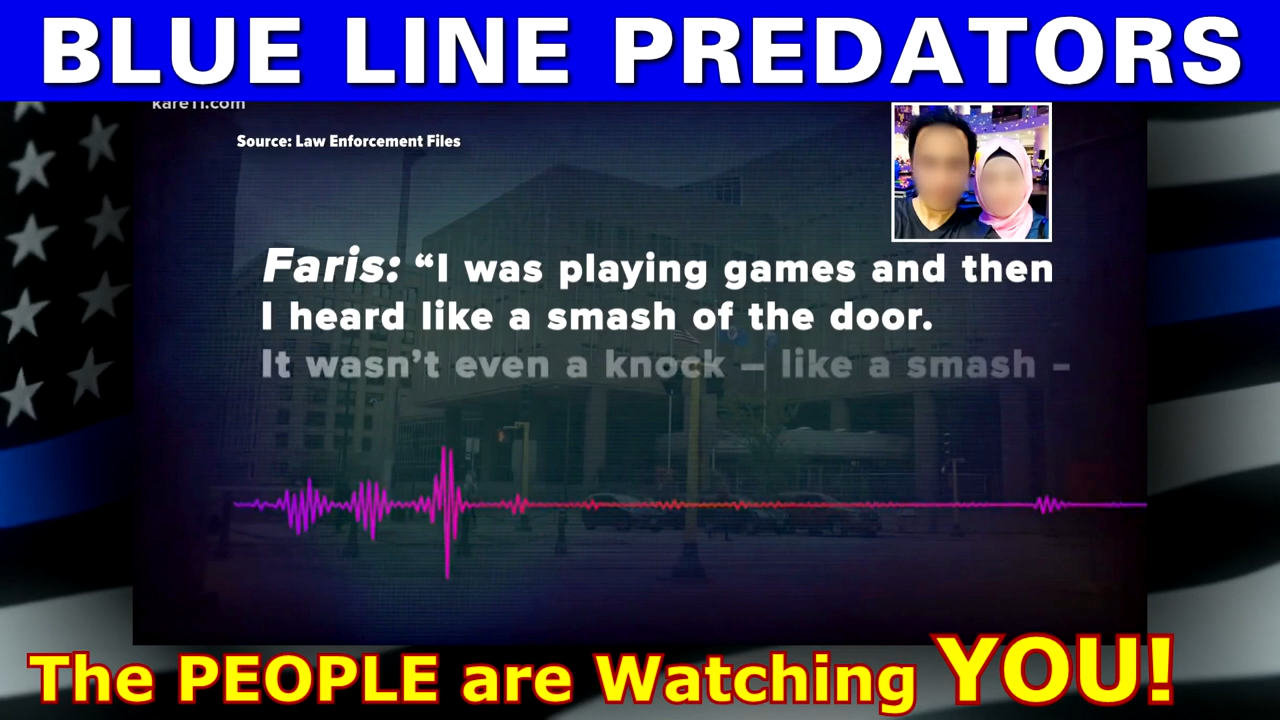 BLUE LINE PREDATORS
kare11.com
Source: Law Enforcement Files
Faris: “I was playing games and then
I heard like a smash of the door.
It wasn’t even a knock – like a smash –
The PEOPLE are Watching YOU!